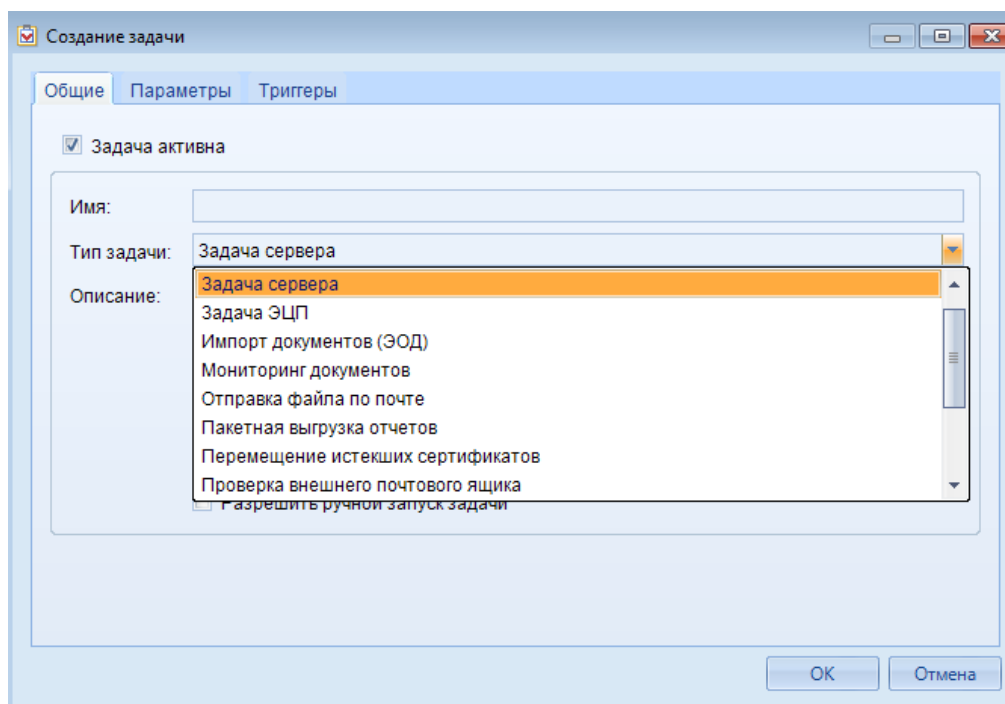 Создание задачи
Общие Параметры Триггеры
Задача активна
Имя:
Тип задачи: Задача сервера
Описание:
Задача сервера
Задача ЭЦП
Импорт документов (ЭОД)
Мониторинг документов
Отправка файла по почте
Пакетная выгрузка отчетов
Перемещение истекших сертификатов
Проверка внешнего почтового ящика
Разрешить ручной запуск задачи
OK Отмена